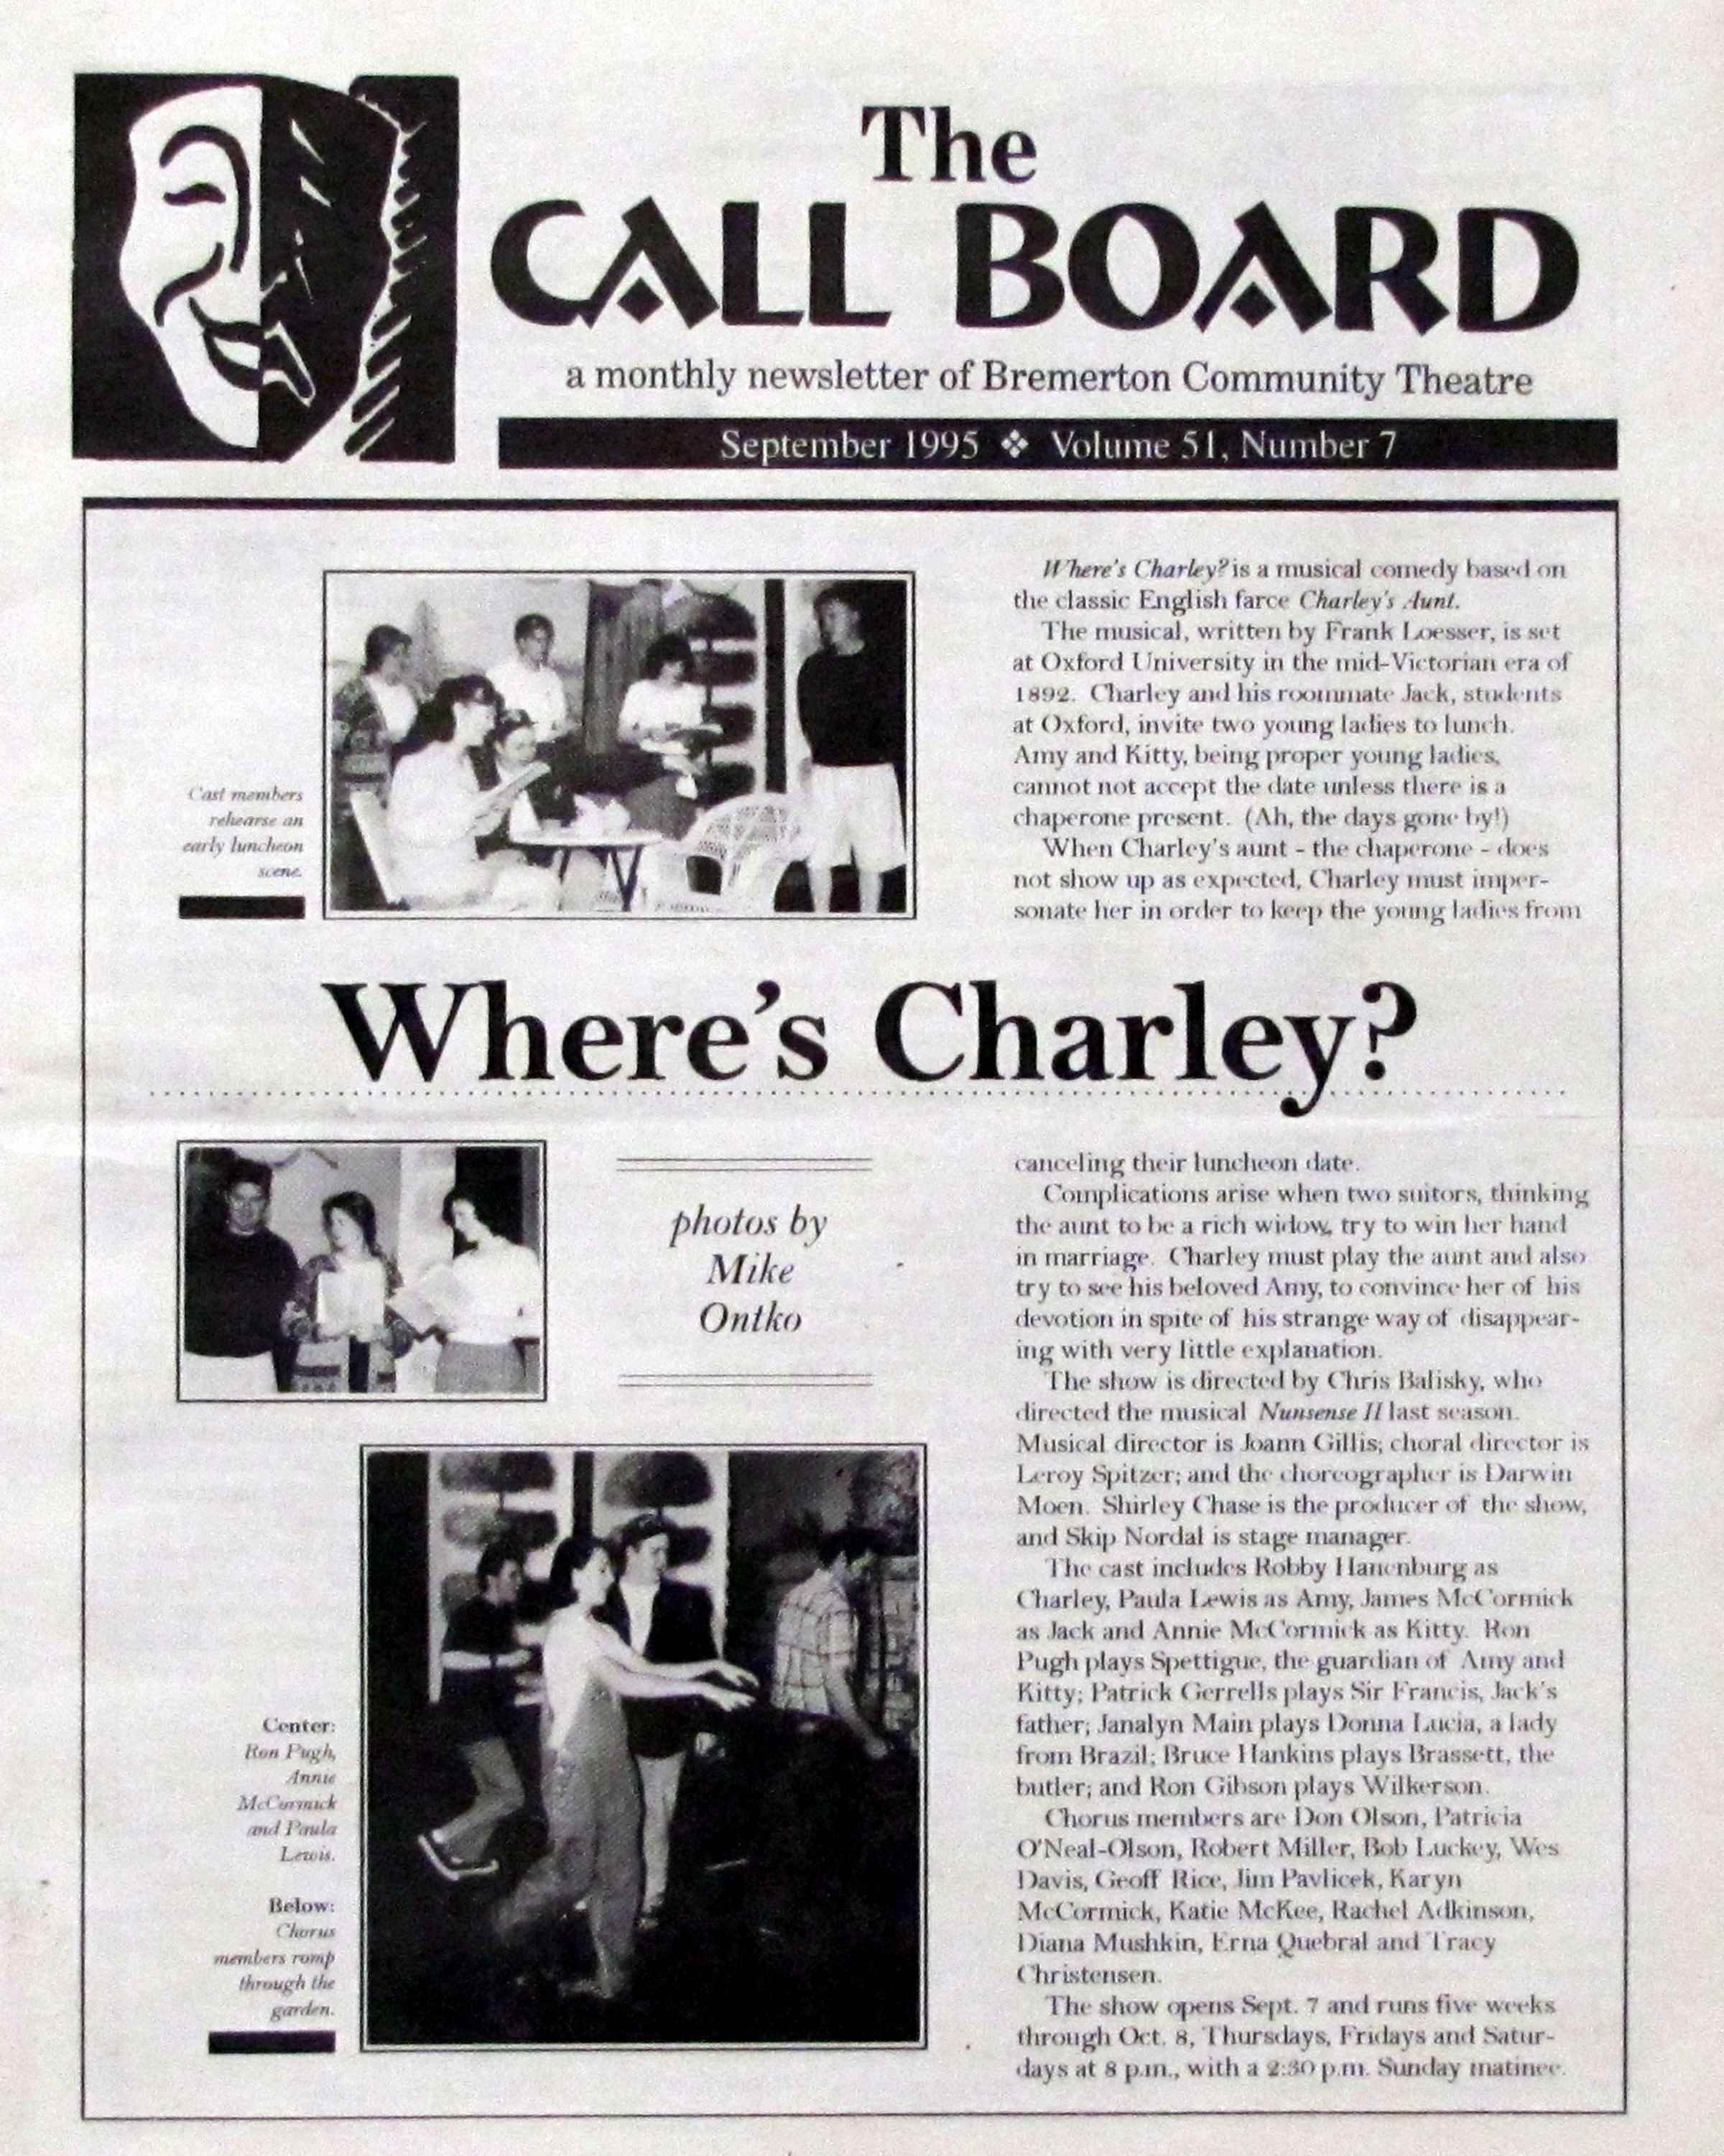 The
CALL BOARD
a monthly newsletter of Bremerton Community Theatre
September 1995 ❖ Volume 51, Number 7
Cast members
rehearse an
early luncheon
scene.
Where's Charley? is a musical comedy based on
the classic English farce Charley's Aunt.
The musical, written by Frank Loesser, is set
at Oxford University in the mid-Victorian era of
1892. Charley and his roommate Jack, students
at Oxford, invite two young ladies to lunch.
Amy and Kitty, being proper young ladies,
cannot not accept the date unless there is a
chaperone present. (Ah, the days gone by!)
When Charley's aunt - the chaperone - does
not show up as expected, Charley must imper-
sonate her in order to keep the young ladies from
Where's Charley?
photos by
Mike
Ontko
canceling their luncheon date.
Complications arise when two suitors, thinking
the aunt to be a rich widow, try to win her hand
in marriage. Charley must play the aunt and also
try to see his beloved Amy, to convince her of his
devotion in spite of his strange way of disappear-
ing with very little explanation.
The show is directed by Chris Balisky, who
directed the musical Nunsense II last season.
Musical director is Joann Gillis; choral director is
Leroy Spitzer; and the choreographer is Darwin
Moen. Shirley Chase is the producer of the show,
and Skip Nordal is stage manager.
The cast includes Robby Hanenburg as
Charley, Paula Lewis as Amy, James McCormick
as Jack and Annie McCormick as Kitty. Ron
Pugh plays Spettigue, the guardian of Amy and
Kitty; Patrick Gerrells plays Sir Francis, Jack's
father; Janalyn Main plays Donna Lucia, a lady
from Brazil; Bruce Hankins plays Brassett, the
butler; and Ron Gibson plays Wilkerson.
Chorus members are Don Olson, Patricia
O'Neal-Olson, Robert Miller, Bob Luckey, Wes
Davis, Geoff Rice, Jim Pavlicek, Karyn
McCormick, Katie McKee, Rachel Adkinson,
Diana Mushkin, Erna Quebral and Tracy
Christensen.
The show opens Sept. 7 and runs five weeks
through Oct. 8, Thursdays, Fridays and Satur-
days at 8 p.m., with a 2:30 p.m. Sunday matinee.
Center:
Ron Pugh,
Annie
McCormick
and Paula
Lewis.
Below:
Chorus
members romp
through the
garden.